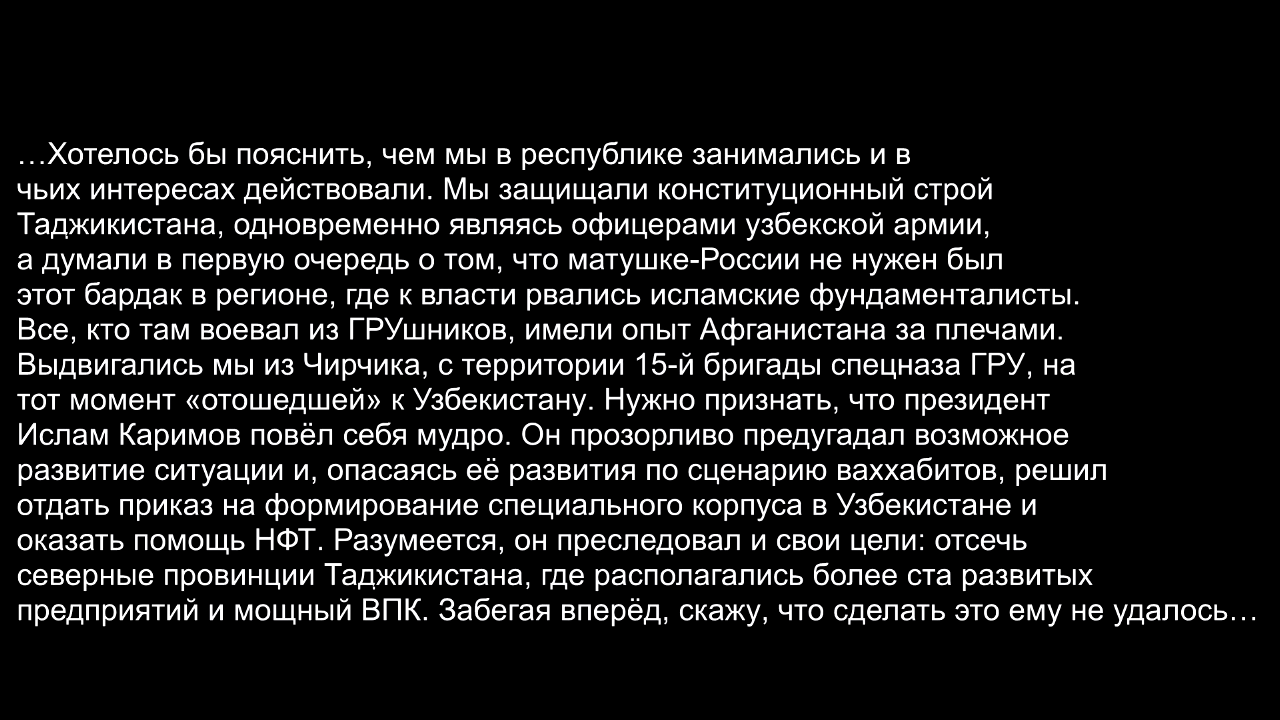 …Хотелось бы пояснить, чем мы в республике занимались и в
чьих интересах действовали. Мы защищали конституционный строй
Таджикистана, одновременно являясь офицерами узбекской армии,
а думали в первую очередь о том, что матушке-России не нужен был
этот бардак в регионе, где к власти рвались исламские фундаменталисты.
Все, кто там воевал из ГРУшников, имели опыт Афганистана за плечами.
Выдвигались мы из Чирчика, с территории 15-й бригады спецназа ГРУ, на
тот момент «отошедшей» к Узбекистану. Нужно признать, что президент
Ислам Каримов повёл себя мудро. Он прозорливо предугадал возможное
развитие ситуации и, опасаясь её развития по сценарию ваххабитов, решил
отдать приказ на формирование специального корпуса в Узбекистане и
оказать помощь НФТ. Разумеется, он преследовал и свои цели: отсечь
северные провинции Таджикистана, где располагались более ста развитых
предприятий и мощный ВПК. Забегая вперёд, скажу, что сделать это ему не удалось…